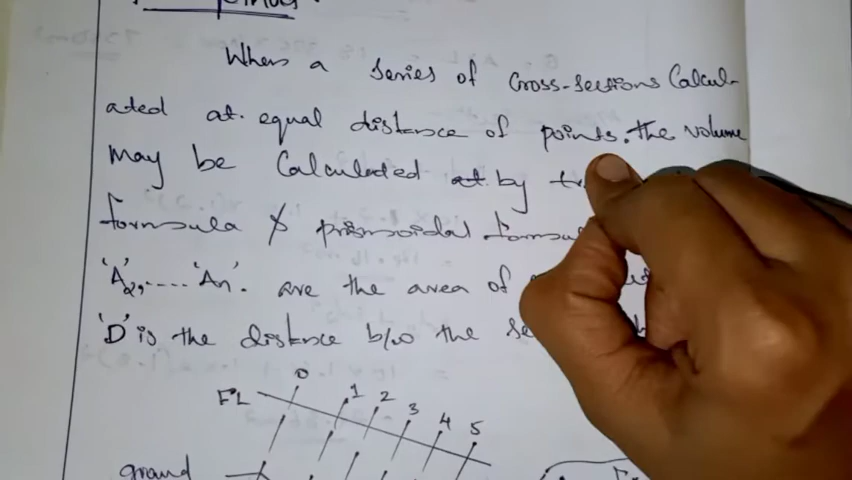 When a series of cross-sections calcul-
ated at equal distance of points. the volume
may be calculated at by
formula & prismoidal
'A2, .... 'An'. are the area of
'D' is the distance b/w the
0
FL 1 2 3 4 5
ground